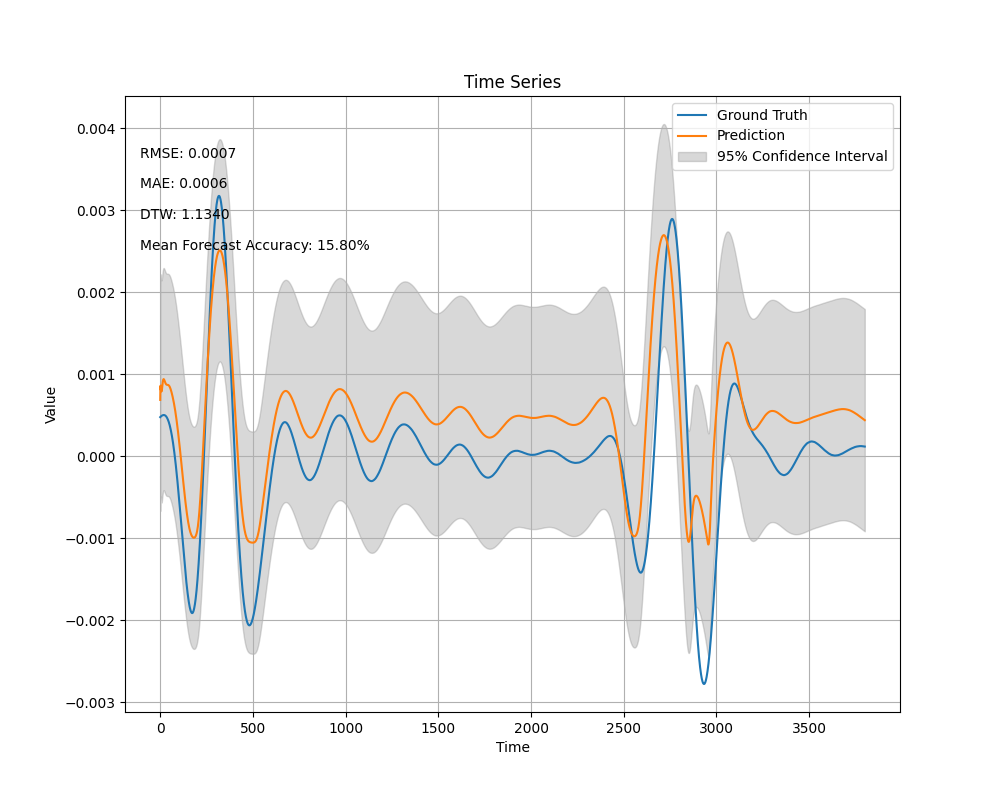 Time Series
Ground Truth
Prediction
95% Confidence Interval
RMSE: 0.0007
MAE: 0.0006
DTW: 1.1340
Mean Forecast Accuracy: 15.80%
0.004
0.003
0.002
0.001
0.000
−0.001
−0.002
−0.003
Value
0 500 1000 1500 2000 2500 3000 3500
Time